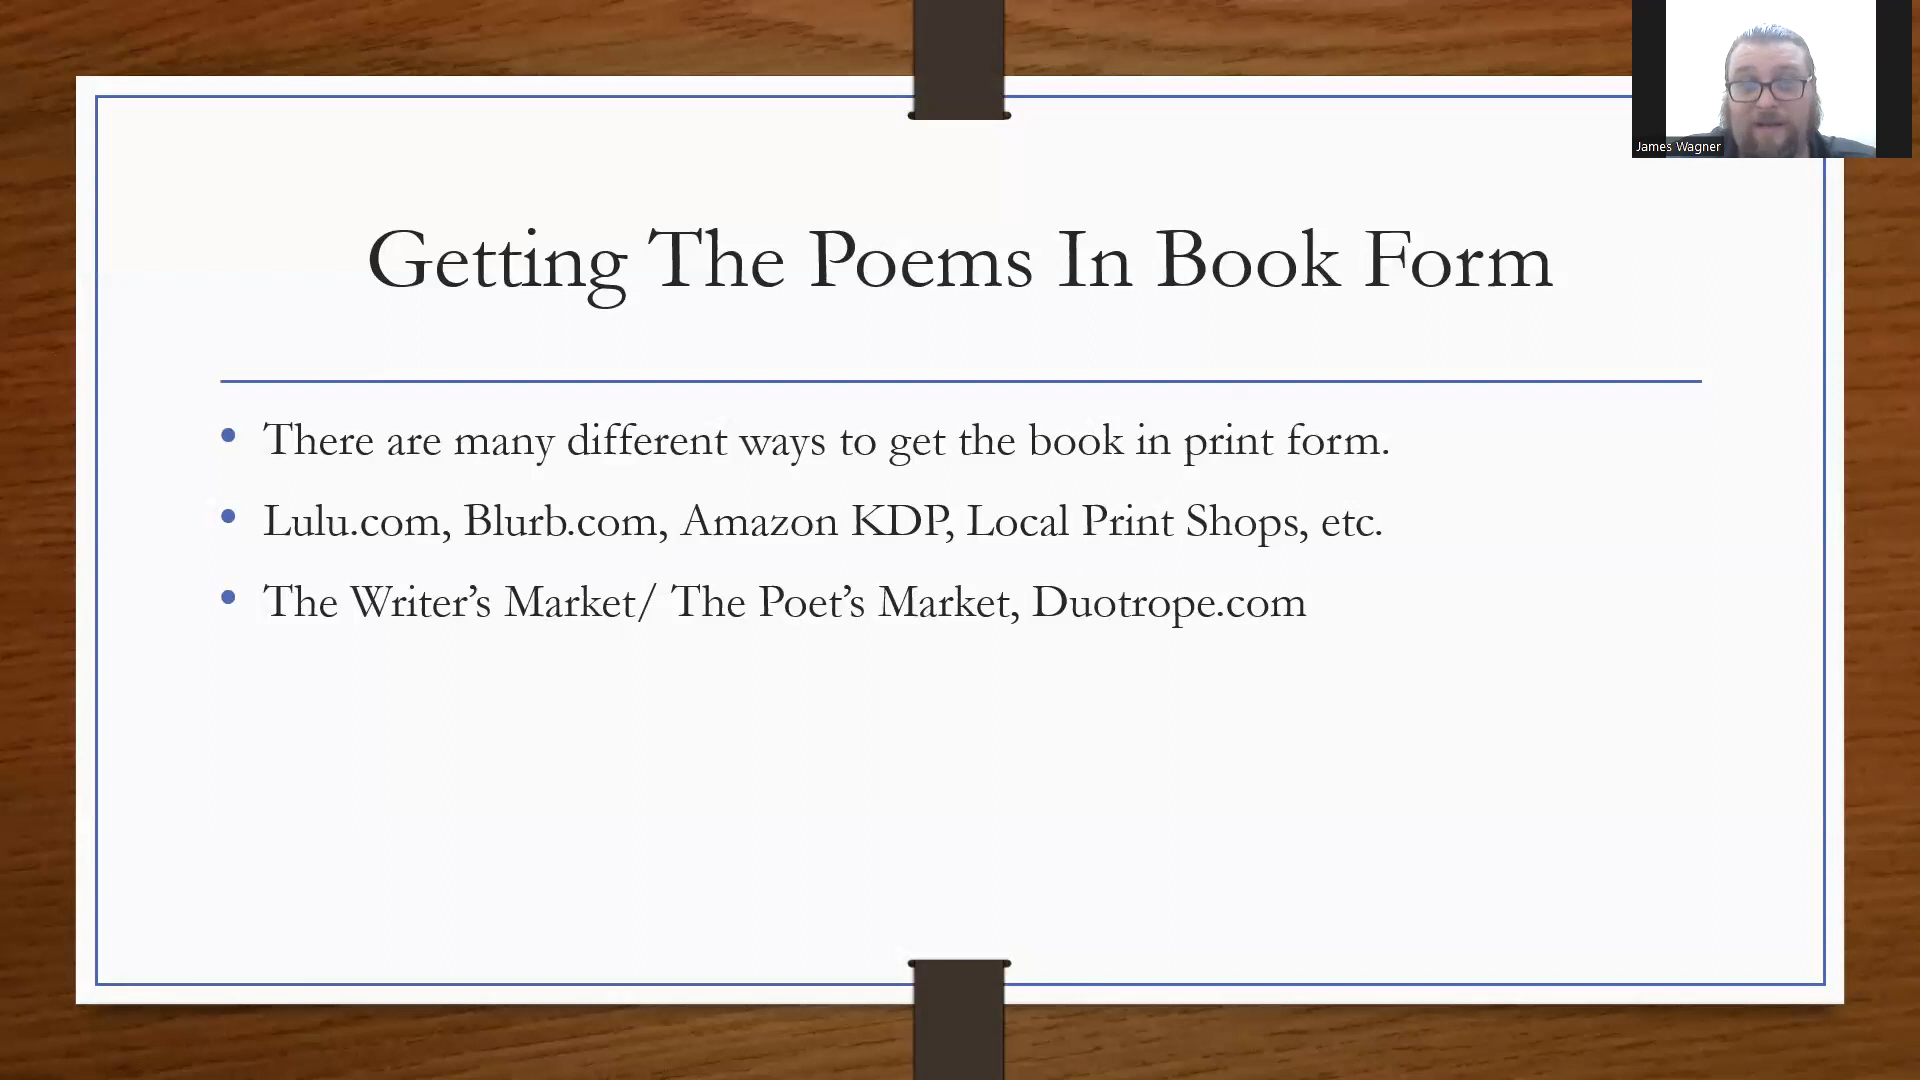 James Wagner
Getting The Poems In Book Form
• There are many different ways to get the book in print form.
• Lulu.com, Blurb.com, Amazon KDP, Local Print Shops, etc.
• The Writer’s Market/ The Poet’s Market, Duotrope.com